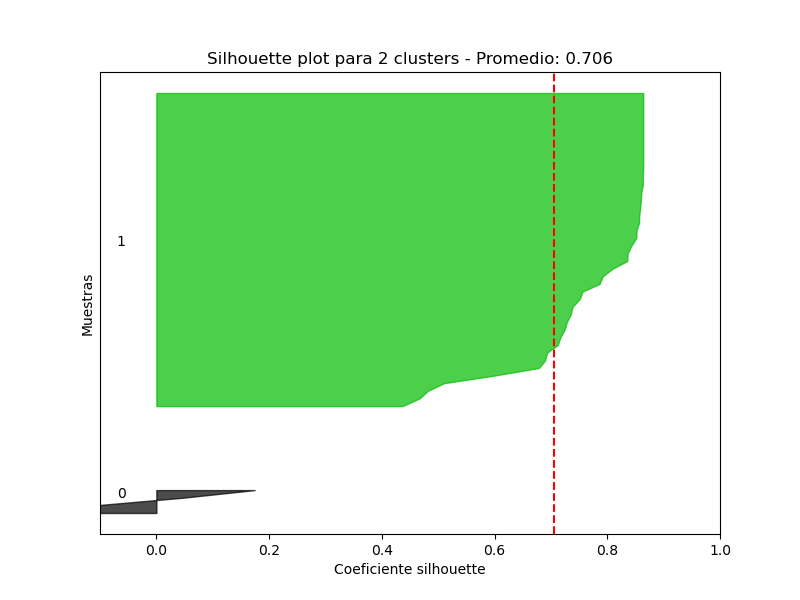 Silhouette plot para 2 clusters - Promedio: 0.706
1
0
Muestras
0.0 0.2 0.4 0.6 0.8 1.0
Coeficiente silhouette